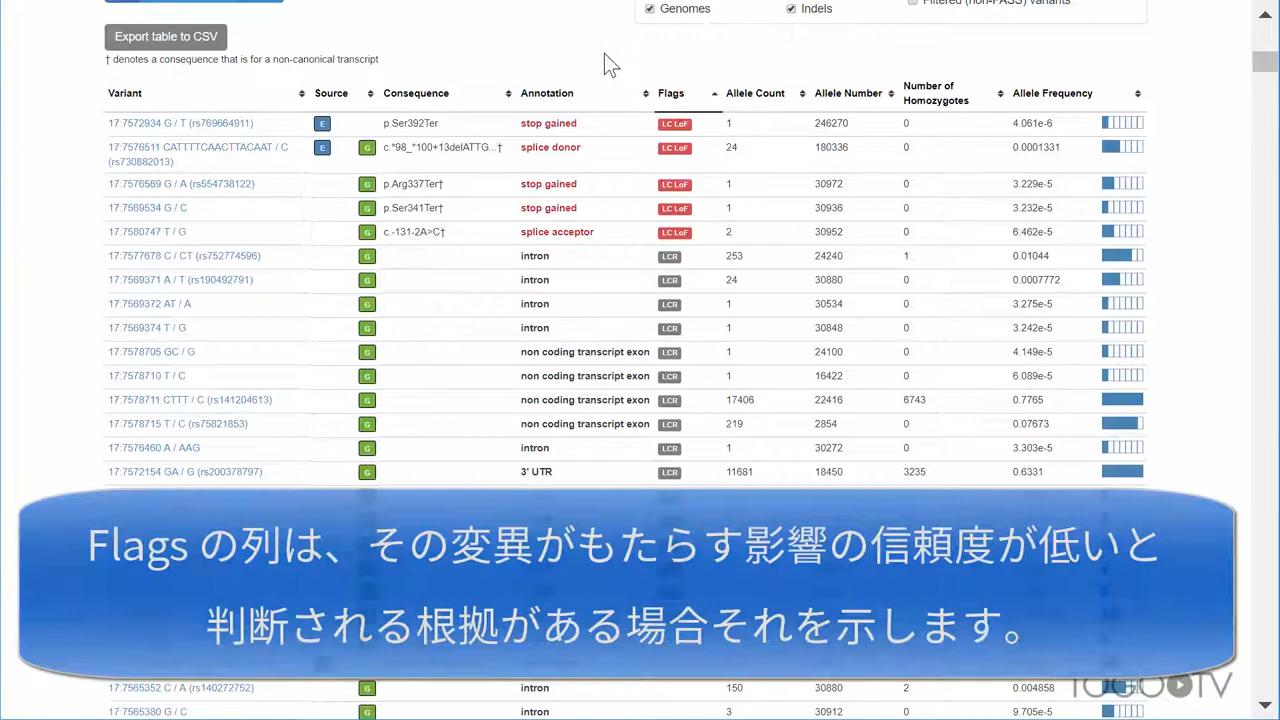 Genomes Indels Filtered (non-PASS) variants
Export table to CSV
† denotes a consequence that is for a non-canonical transcript
Variant Source Consequence Annotation Flags Allele Count Allele Number Number of Homozygotes Allele Frequency
17:7572934 G / T (rs769664911) E p.Ser392Ter stop gained LC LoF 1 246270 0 4.061e-6
17:7576511 CATTTTCAACTTACAAT / C (rs730882013) E G c.*98_*100+13delATTG...† splice donor LC LoF 24 180336 0 0.0001331
17:7576569 G / A (rs554738122) G p.Arg337Ter† stop gained LC LoF 1 30972 0 3.229e-5
17:7569534 G / C G p.Ser341Ter† stop gained LC LoF 1 30936 0 3.232e-5
17:7580747 T / G G c.-131-2A>C† splice acceptor LC LoF 2 30952 0 6.462e-5
17:7577678 C / CT (rs752774596) G intron LCR 253 24240 1 0.01044
17:7569371 A / T (rs190492791) G intron LCR 24 30880 0 0.0007772
17:7569372 AT / A G intron LCR 1 30534 0 3.275e-5
17:7569374 T / G G intron LCR 1 30848 0 3.242e-5
17:7578705 GC / G G non coding transcript exon LCR 1 24100 0 4.149e-5
17:7578710 T / C G non coding transcript exon LCR 1 16422 0 6.089e-5
17:7578711 CTTT / C (rs141204613) G non coding transcript exon LCR 17406 22416 6743 0.7765
17:7578715 T / C (rs75821853) G non coding transcript exon LCR 219 2854 0 0.07673
17:7576460 A / AAG G intron LCR 1 30272 0 3.303e-5
17:7572154 GA / G (rs200378797) G 3' UTR LCR 11681 18450 3235 0.6331
Flags の列は、その変異がもたらす影響の信頼度が低いと
判断される根拠がある場合それを示します。
17:7565352 C / A (rs140272752) G intron 150 30880 2 0.004858
17:7565380 G / C G intron 3 30912 0 9.705e-5
TOGO TV